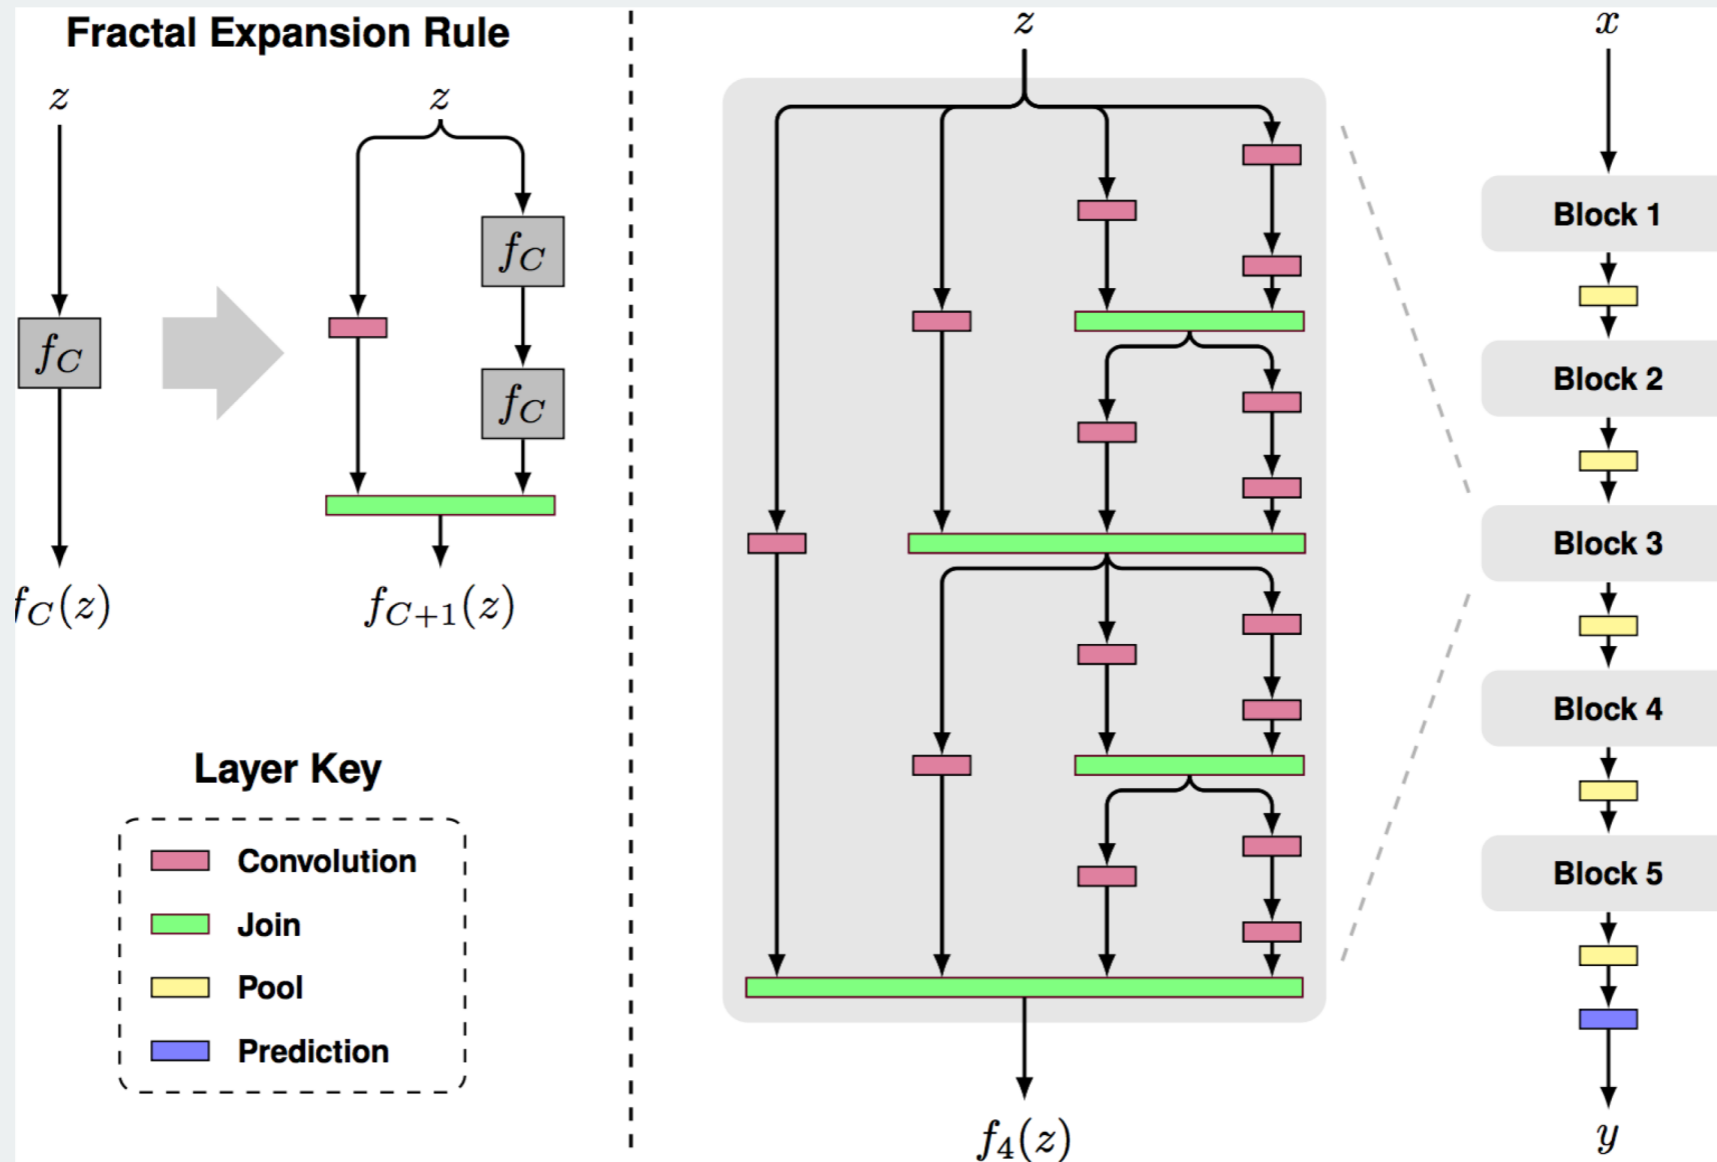 Fractal Expansion Rule
z
f_C
f_C(z)
z
f_C
f_C
f_{C+1}(z)
Layer Key
Convolution
Join
Pool
Prediction
z
f_4(z)
x
Block 1
Block 2
Block 3
Block 4
Block 5
y